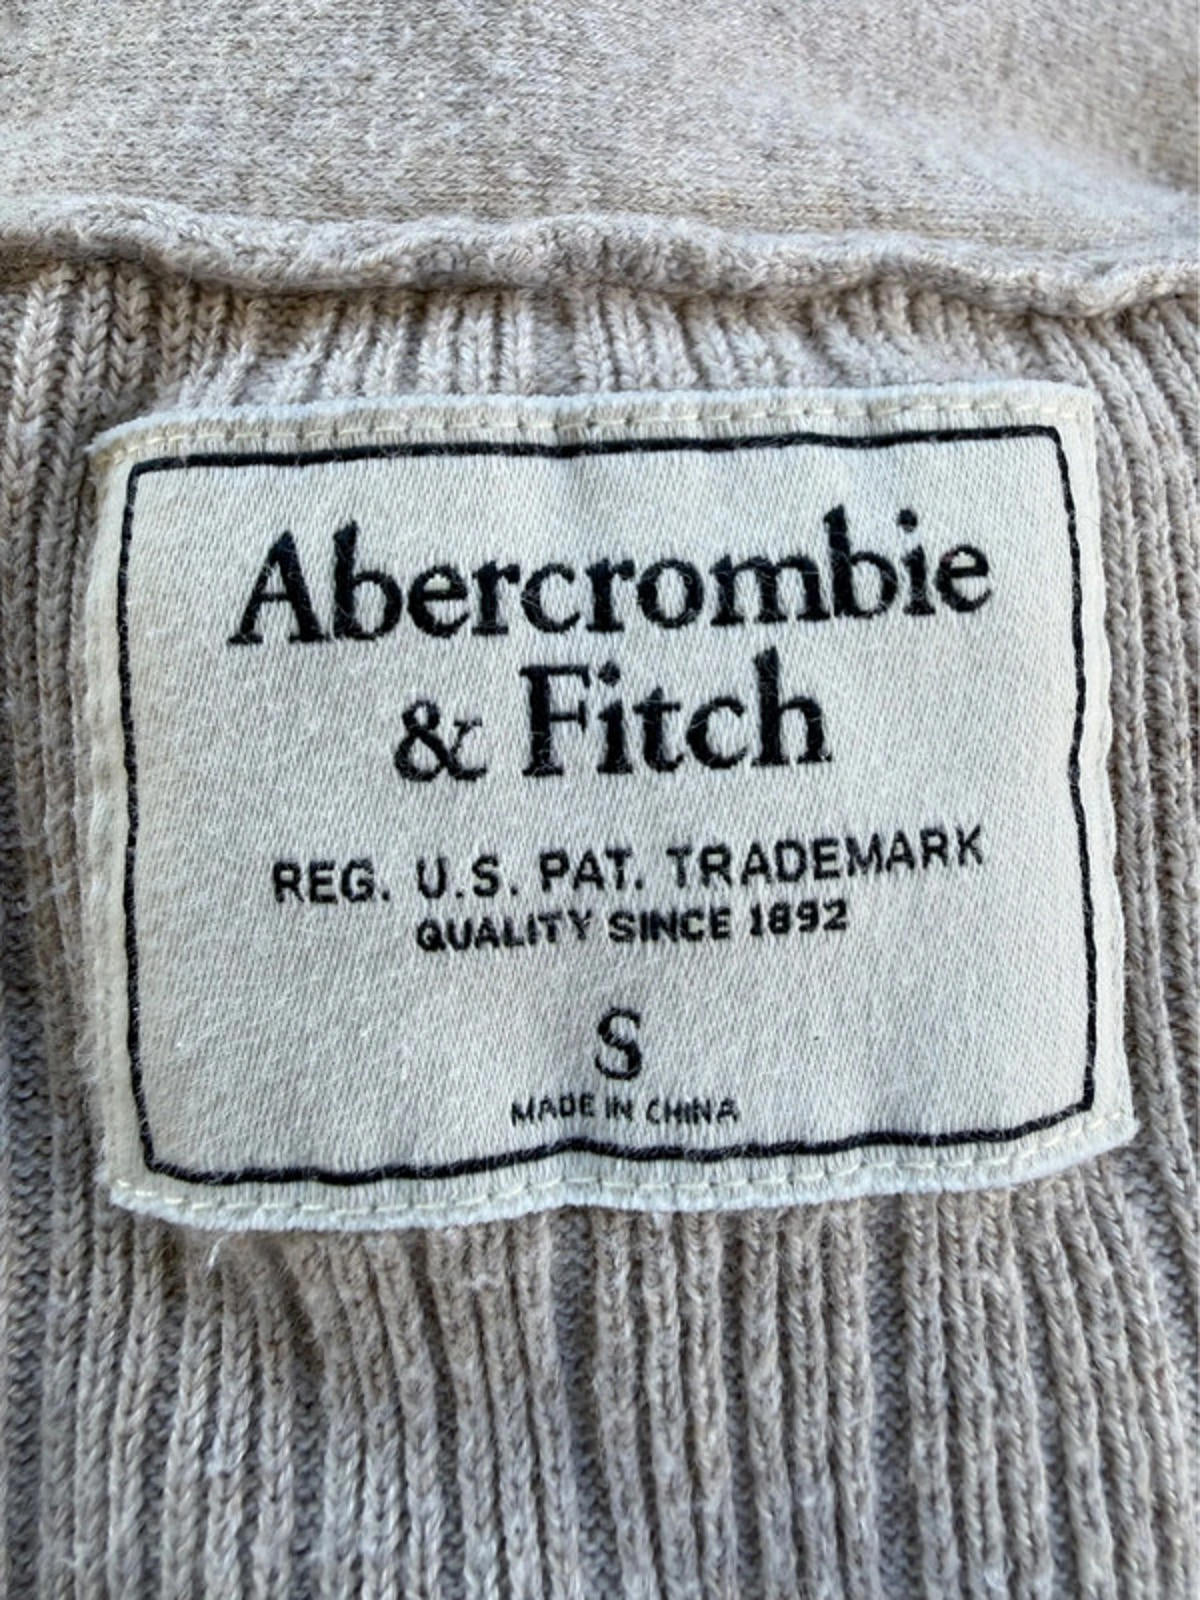 Abercrombie
& Fitch
REG. U.S. PAT. TRADEMARK
QUALITY SINCE 1892
S
MADE IN CHINA